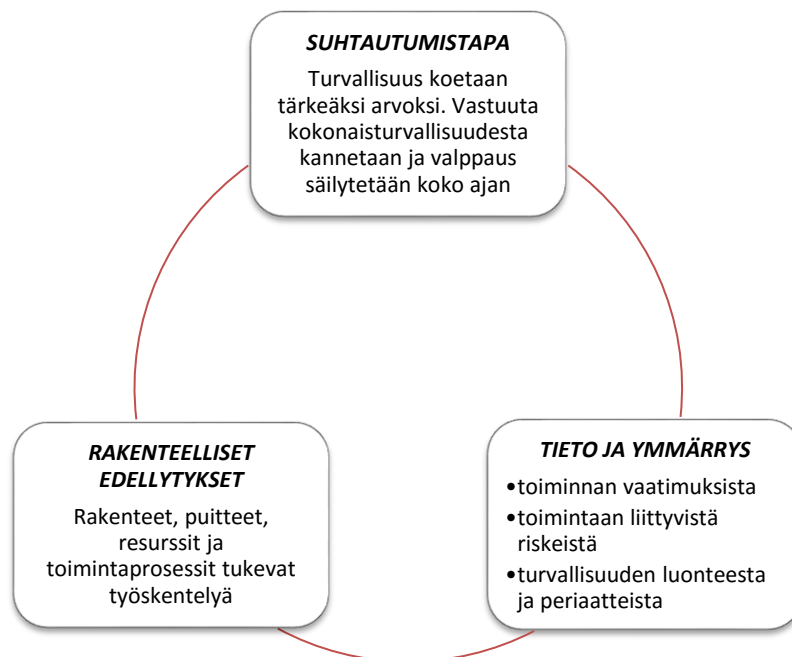 SUHTAUTUMISTAPA
Turvallisuus koetaan
tärkeäksi arvoksi. Vastuuta
kokonaisturvallisuudesta
kannetaan ja valppaus
säilytetään koko ajan
RAKENTEELLISET
EDELLYTYKSET
Rakenteet, puitteet,
resurssit ja
toimintaprosessit tukevat
työskentelyä
TIETO JA YMMÄRRYS
•toiminnan vaatimuksista
•toimintaan liittyvistä
riskeistä
•turvallisuuden luonteesta
ja periaatteista